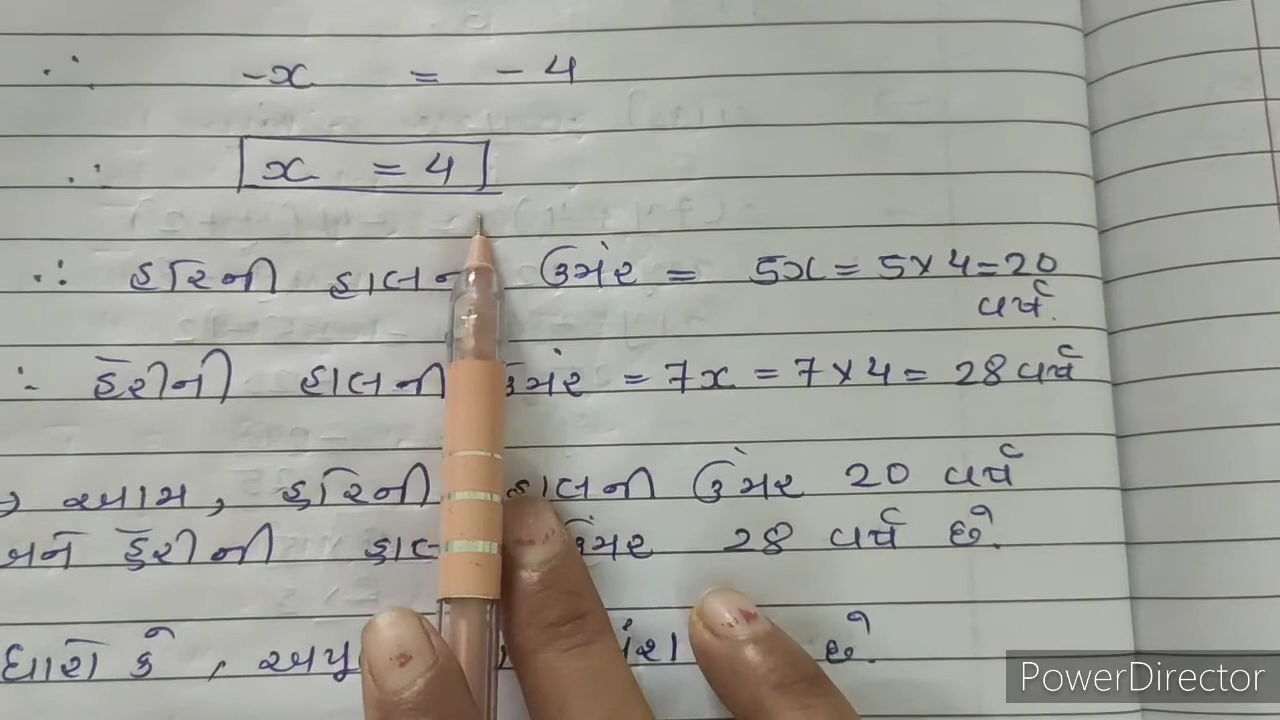 ∴ -x = - 4
∴ x = 4
∴ હરિની હાલન ઉંમર = 5x = 5×4=20
વર્ષ.
∴ હેરીની હાલની ઉંમર = 7x = 7×4= 28 વર્ષ
, આમ, હરિની હાલની ઉંમર 20 વર્ષ
અને હેરીની હાલ ઉંમર 28 વર્ષ છે.
ધારો કે , છે.
PowerDirector